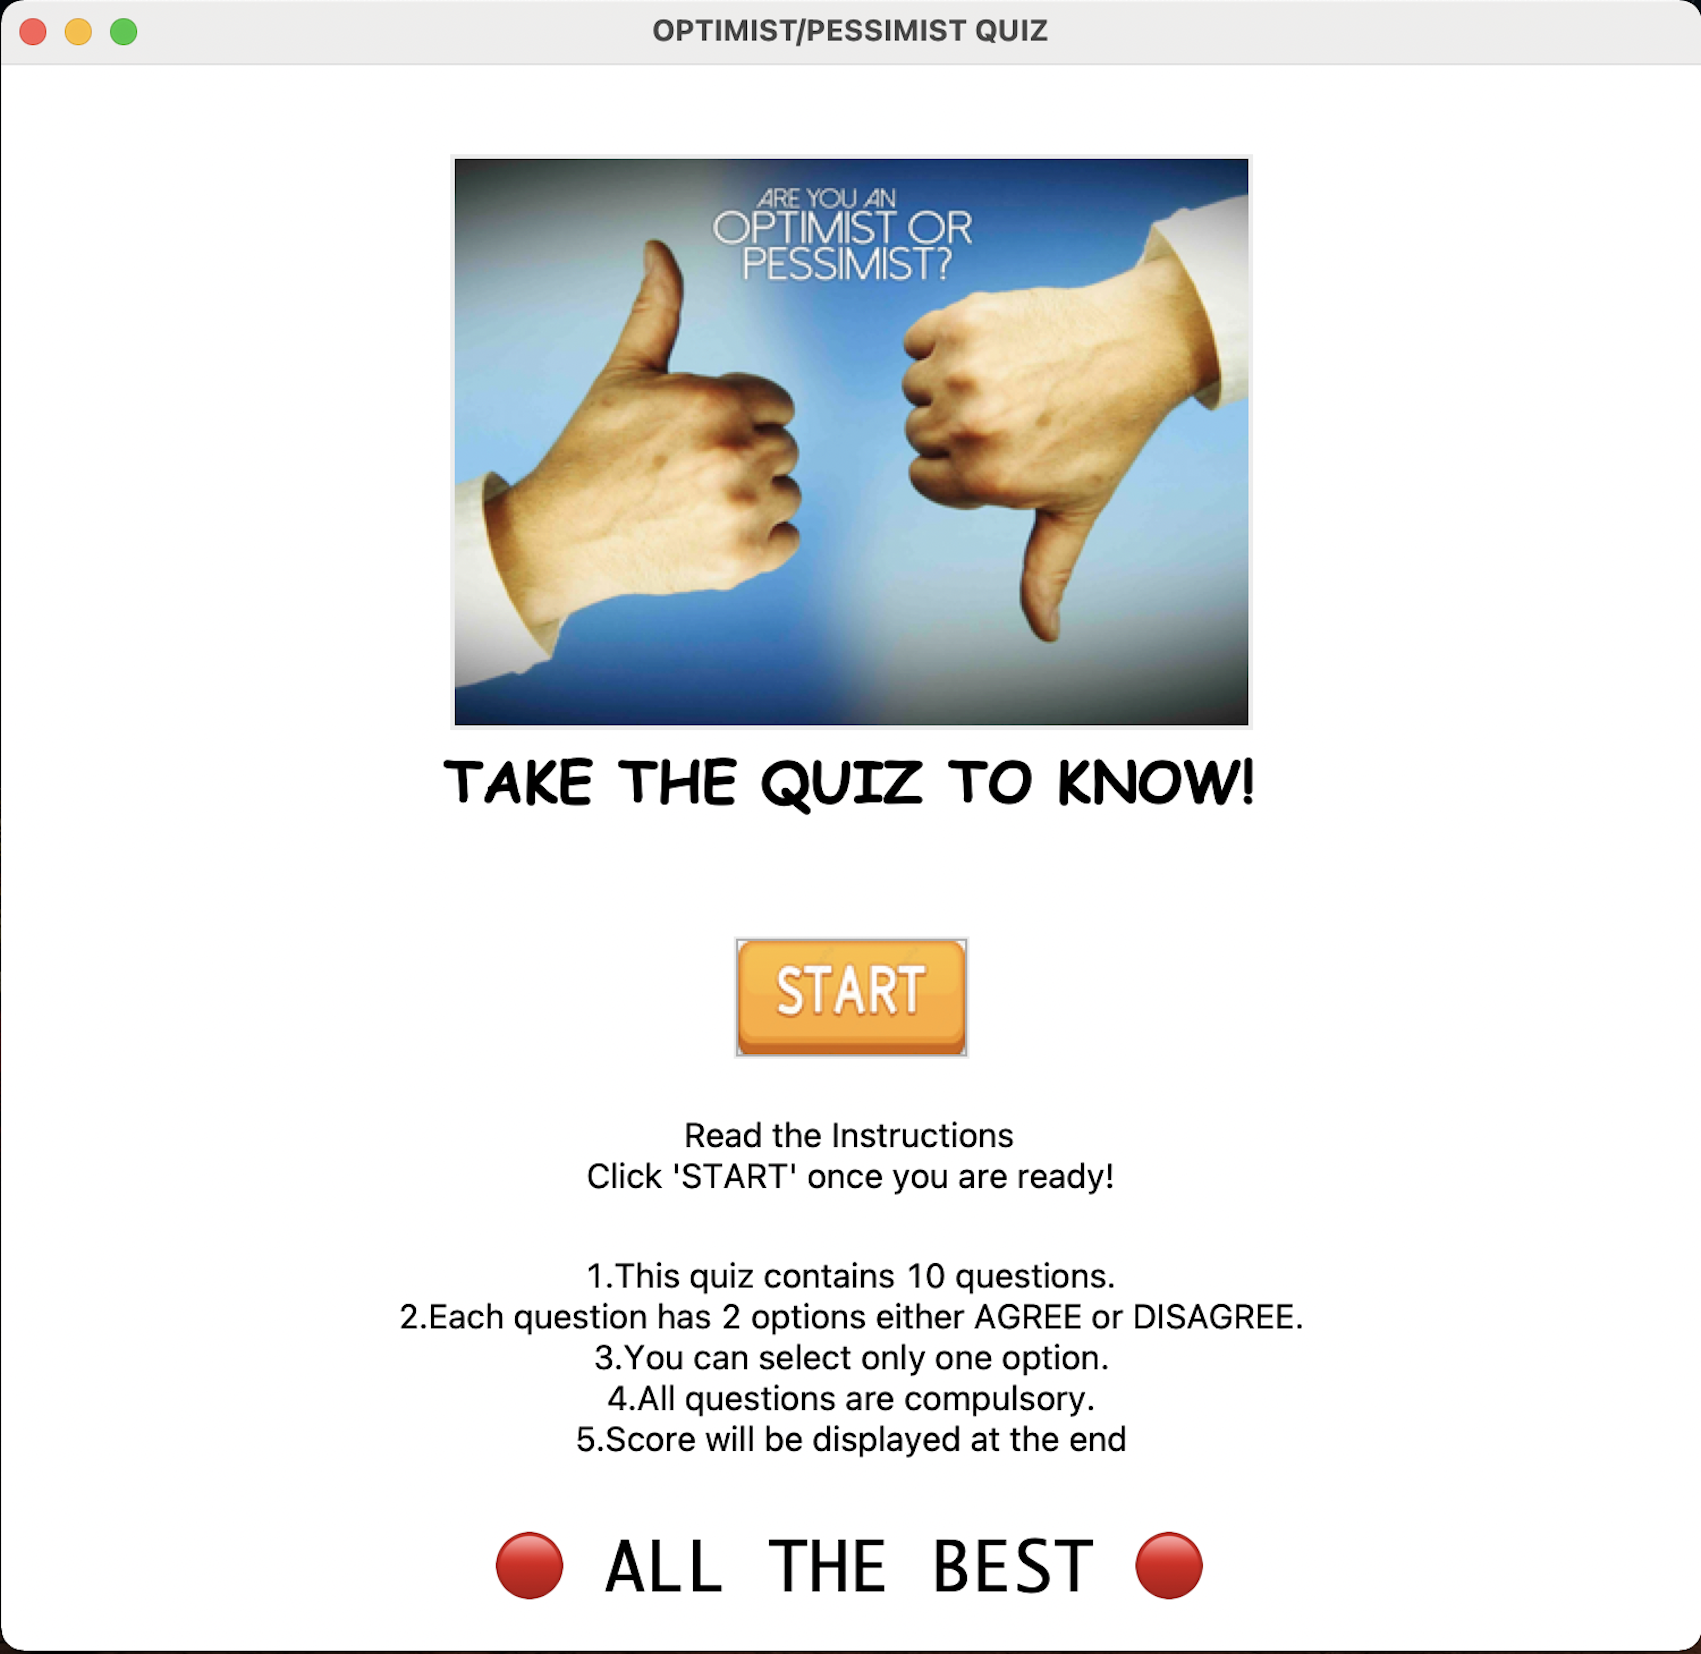 OPTIMIST/PESSIMIST QUIZ
ARE YOU AN
OPTIMIST OR
PESSIMIST?
TAKE THE QUIZ TO KNOW!
START
Read the Instructions
Click 'START' once you are ready!
1.This quiz contains 10 questions.
2.Each question has 2 options either AGREE or DISAGREE.
3.You can select only one option.
4.All questions are compulsory.
5.Score will be displayed at the end
ALL THE BEST